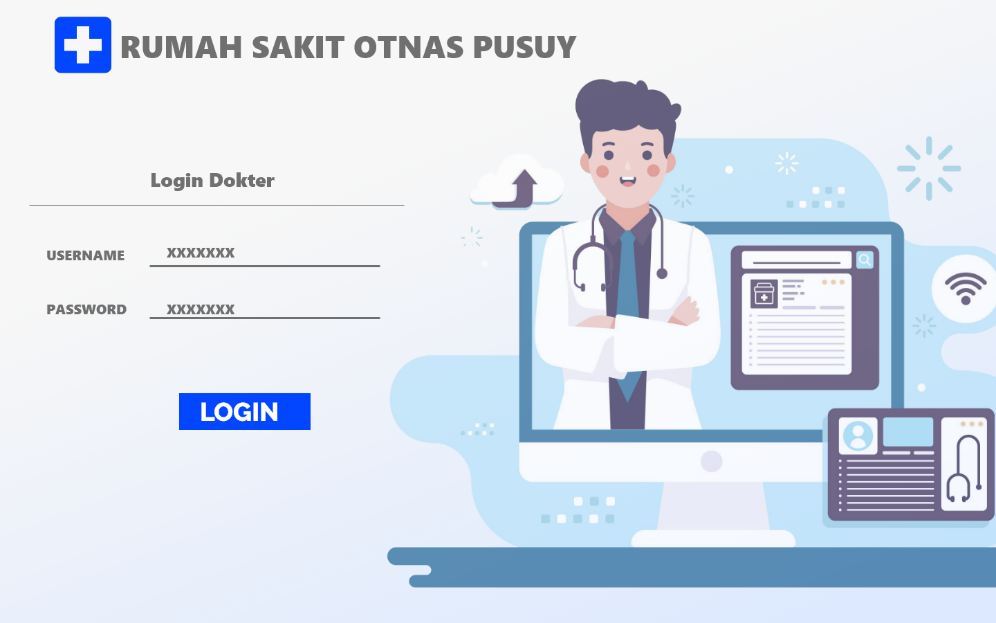 RUMAH SAKIT OTNAS PUSUY
Login Dokter
USERNAME XXXXXXX
PASSWORD XXXXXXX
LOGIN